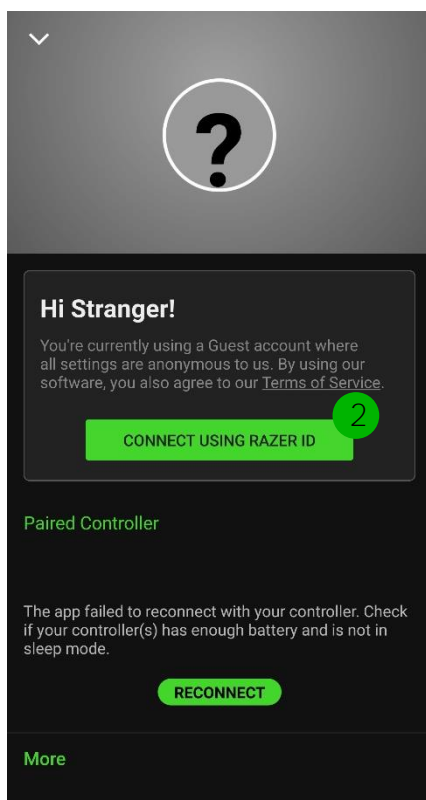 ?
Hi Stranger!
You're currently using a Guest account where
all settings are anonymous to us. By using our
software, you also agree to our Terms of Service.
2
CONNECT USING RAZER ID
Paired Controller
The app failed to reconnect with your controller. Check
if your controller(s) has enough battery and is not in
sleep mode.
RECONNECT
More